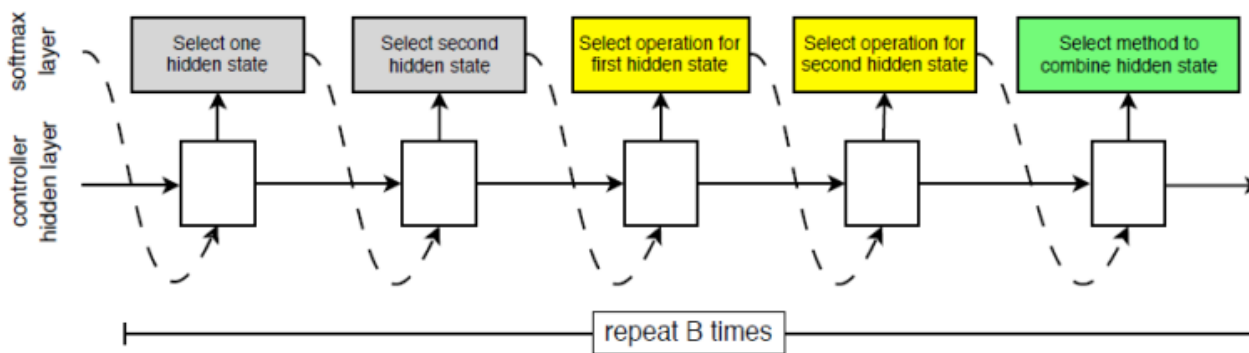 softmax
layer
controller
hidden layer
Select one
hidden state
Select second
hidden state
Select operation for
first hidden state
Select operation for
second hidden state
Select method to
combine hidden state
repeat B times